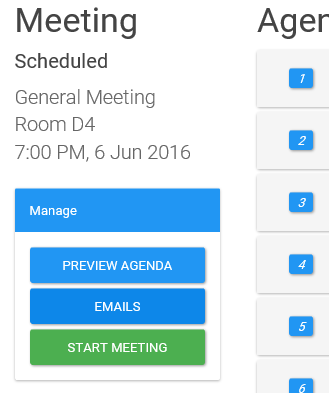 Meeting
Scheduled
General Meeting
Room D4
7:00 PM, 6 Jun 2016
Manage
PREVIEW AGENDA
EMAILS
START MEETING
Agen
1
2
3
4
5
6